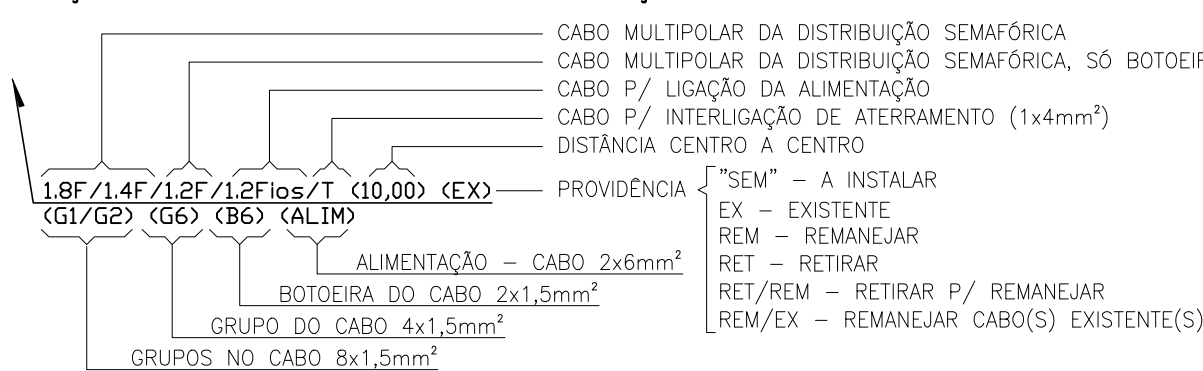 CABO MULTIPOLAR DA DISTRIBUIÇÃO SEMAFÓRICA
CABO MULTIPOLAR DA DISTRIBUIÇÃO SEMAFÓRICA, SÓ BOTOEIR
CABO P/ LIGAÇÃO DA ALIMENTAÇÃO
CABO P/ INTERLIGAÇÃO DE ATERRAMENTO (1x4mm²)
DISTÂNCIA CENTRO A CENTRO
1.8F/1.4F/1.2F/1.2Fios/T (10,00) (EX)
PROVIDÊNCIA
(G1/G2) (G6) (B6) (ALIM)
"SEM" – A INSTALAR
EX – EXISTENTE
REM – REMANEJAR
RET – RETIRAR
RET/REM – RETIRAR P/ REMANEJAR
REM/EX – REMANEJAR CABO(S) EXISTENTE(S)
ALIMENTAÇÃO – CABO 2x6mm²
BOTOEIRA DO CABO 2x1,5mm²
GRUPO DO CABO 4x1,5mm²
GRUPOS NO CABO 8x1,5mm²